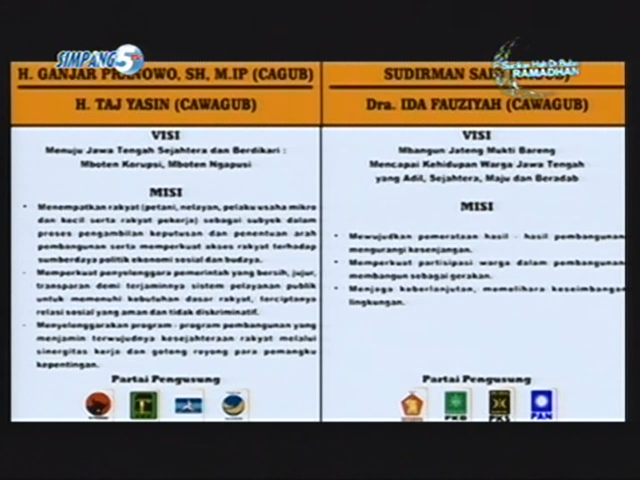 SIMPANG5
RAMADHAN
H. GANJAR PRANOWO, SH, M.IP (CAGUB)
H. TAJ YASIN (CAWAGUB)
VISI
Menuju Jawa Tengah Sejahtera dan Berdikari :
Mboten Korupsi, Mboten Ngapusi
MISI
• Menempatkan rakyat (petani, nelayan, pelaku usaha mikro
dan kecil serta rakyat pekerja) sebagai subyek dalam
proses pengambilan keputusan dan penentuan arah
pembangunan serta memperkuat akses rakyat terhadap
sumberdaya politik ekonomi sosial dan budaya.
- Memperkuat penyelenggara pemerintah yang bersih, jujur,
transparan demi terjaminnya sistem pelayanan publik
untuk memenuhi kebutuhan dasar rakyat, terciptanya
relasi sosial yang aman dan tidak diskriminatif.
- Menyelenggarakan program - program pembangunan yang
menjamin terwujudnya kesejahteraan rakyat melalui
sinergitas kerja dan gotong royong para pemangku
kepentingan.
Partai Pengusung
SUDIRMAN
Dra. IDA FAUZIYAH (CAWAGUB)
VISI
Mbangun Jateng Mukti Bareng
Mencapai Kehidupan Warga Jawa Tengah
yang Adil, Sejahtera, Maju dan Beradab
MISI
• Mewujudkan pemerataan hasil - hasil pembangunan
mengurangi kesenjangan.
• Memperkuat partisipasi warga dalam pembangunan
membangun sebagai gerakan.
• Menjaga keberlanjutan, memelihara keseimbangan
lingkungan.
Partai Pengusung
PKB
PKS
PAN